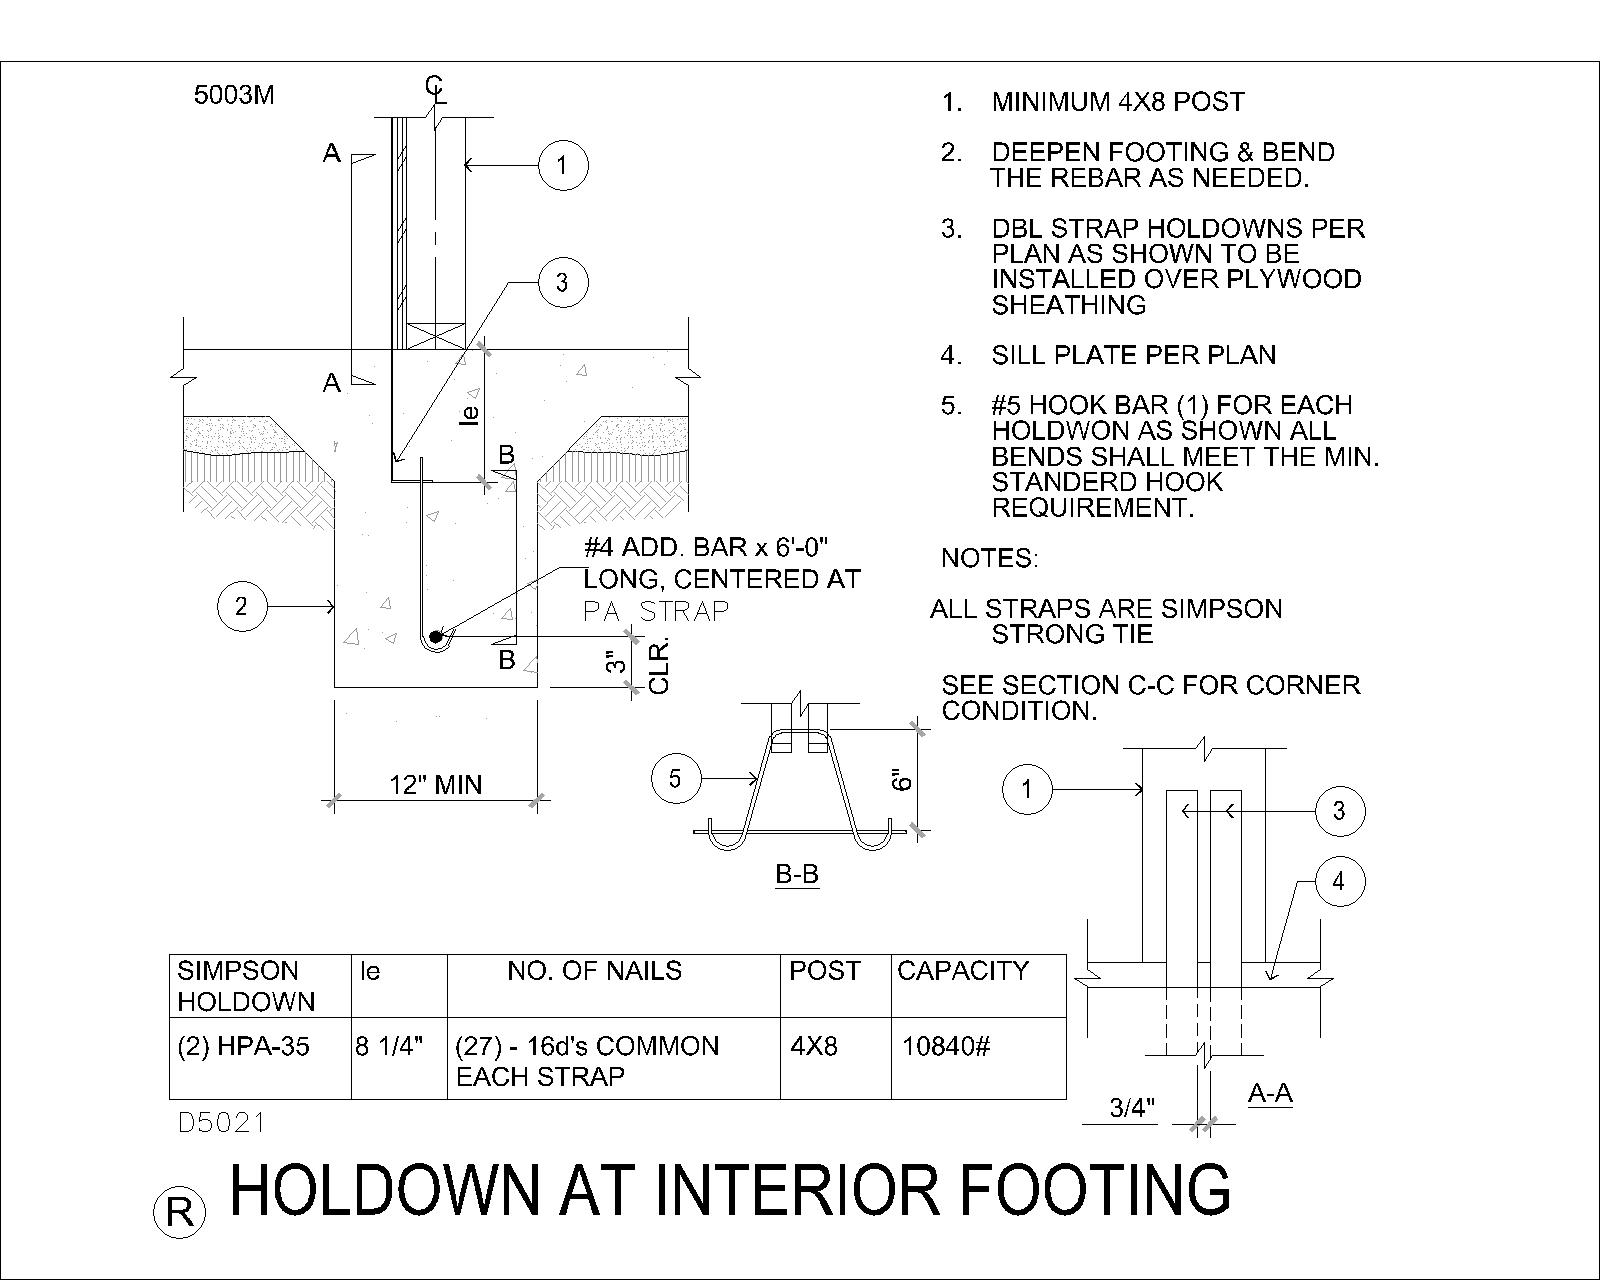 5003M
CL
A
A
1
3
le
B
B
2
#4 ADD. BAR x 6'-0"
LONG, CENTERED AT
PA STRAP
3"
CLR.
12" MIN
1. MINIMUM 4X8 POST
2. DEEPEN FOOTING & BEND
THE REBAR AS NEEDED.
3. DBL STRAP HOLDOWNS PER
PLAN AS SHOWN TO BE
INSTALLED OVER PLYWOOD
SHEATHING
4. SILL PLATE PER PLAN
5. #5 HOOK BAR (1) FOR EACH
HOLDWON AS SHOWN ALL
BENDS SHALL MEET THE MIN.
STANDERD HOOK
REQUIREMENT.
NOTES:
ALL STRAPS ARE SIMPSON
STRONG TIE
SEE SECTION C-C FOR CORNER
CONDITION.
5
6"
B-B
1
3
4
3/4"
A-A
SIMPSON HOLDOWN le NO. OF NAILS POST CAPACITY
(2) HPA-35 8 1/4" (27) - 16d's COMMON EACH STRAP 4X8 10840#
D5021
R HOLDOWN AT INTERIOR FOOTING